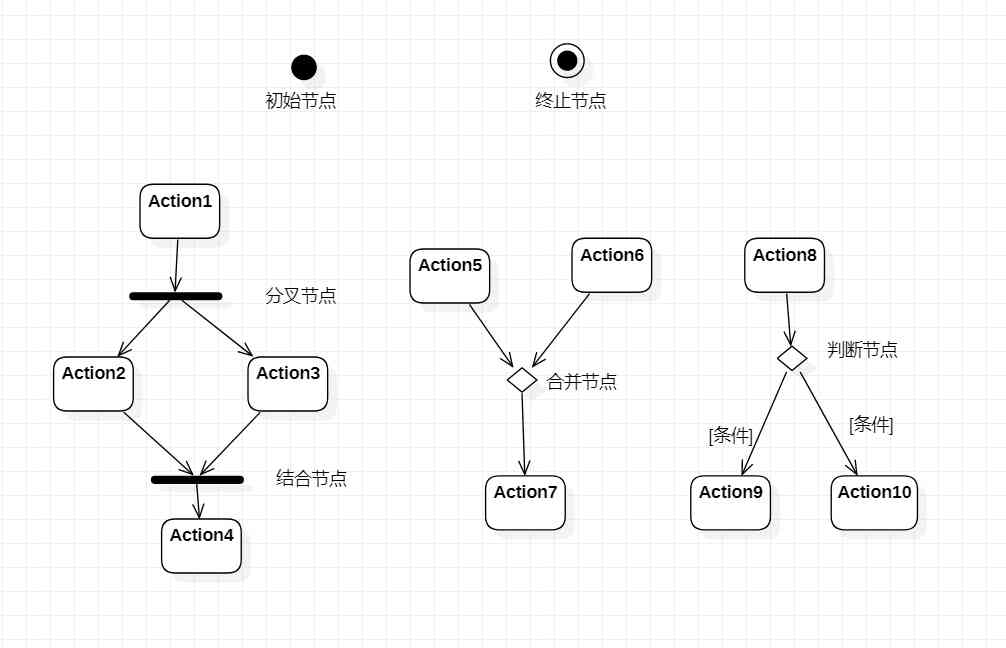 初始节点
终止节点
Action1
分叉节点
Action2
Action3
结合节点
Action4
Action5
Action6
合并节点
Action7
Action8
判断节点
[条件]
[条件]
Action9
Action10